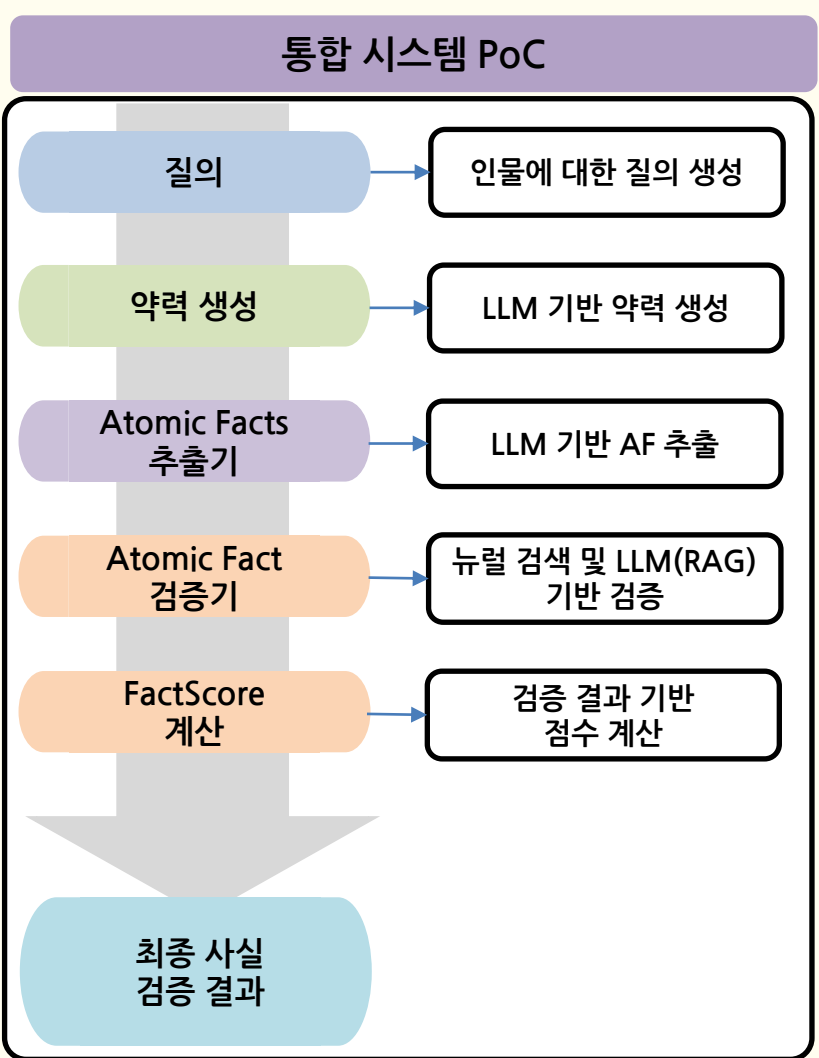 통합 시스템 PoC
질의
인물에 대한 질의 생성
약력 생성
LLM 기반 약력 생성
Atomic Facts
추출기
LLM 기반 AF 추출
Atomic Fact
검증기
뉴럴 검색 및 LLM(RAG)
기반 검증
FactScore
계산
검증 결과 기반
점수 계산
최종 사실
검증 결과